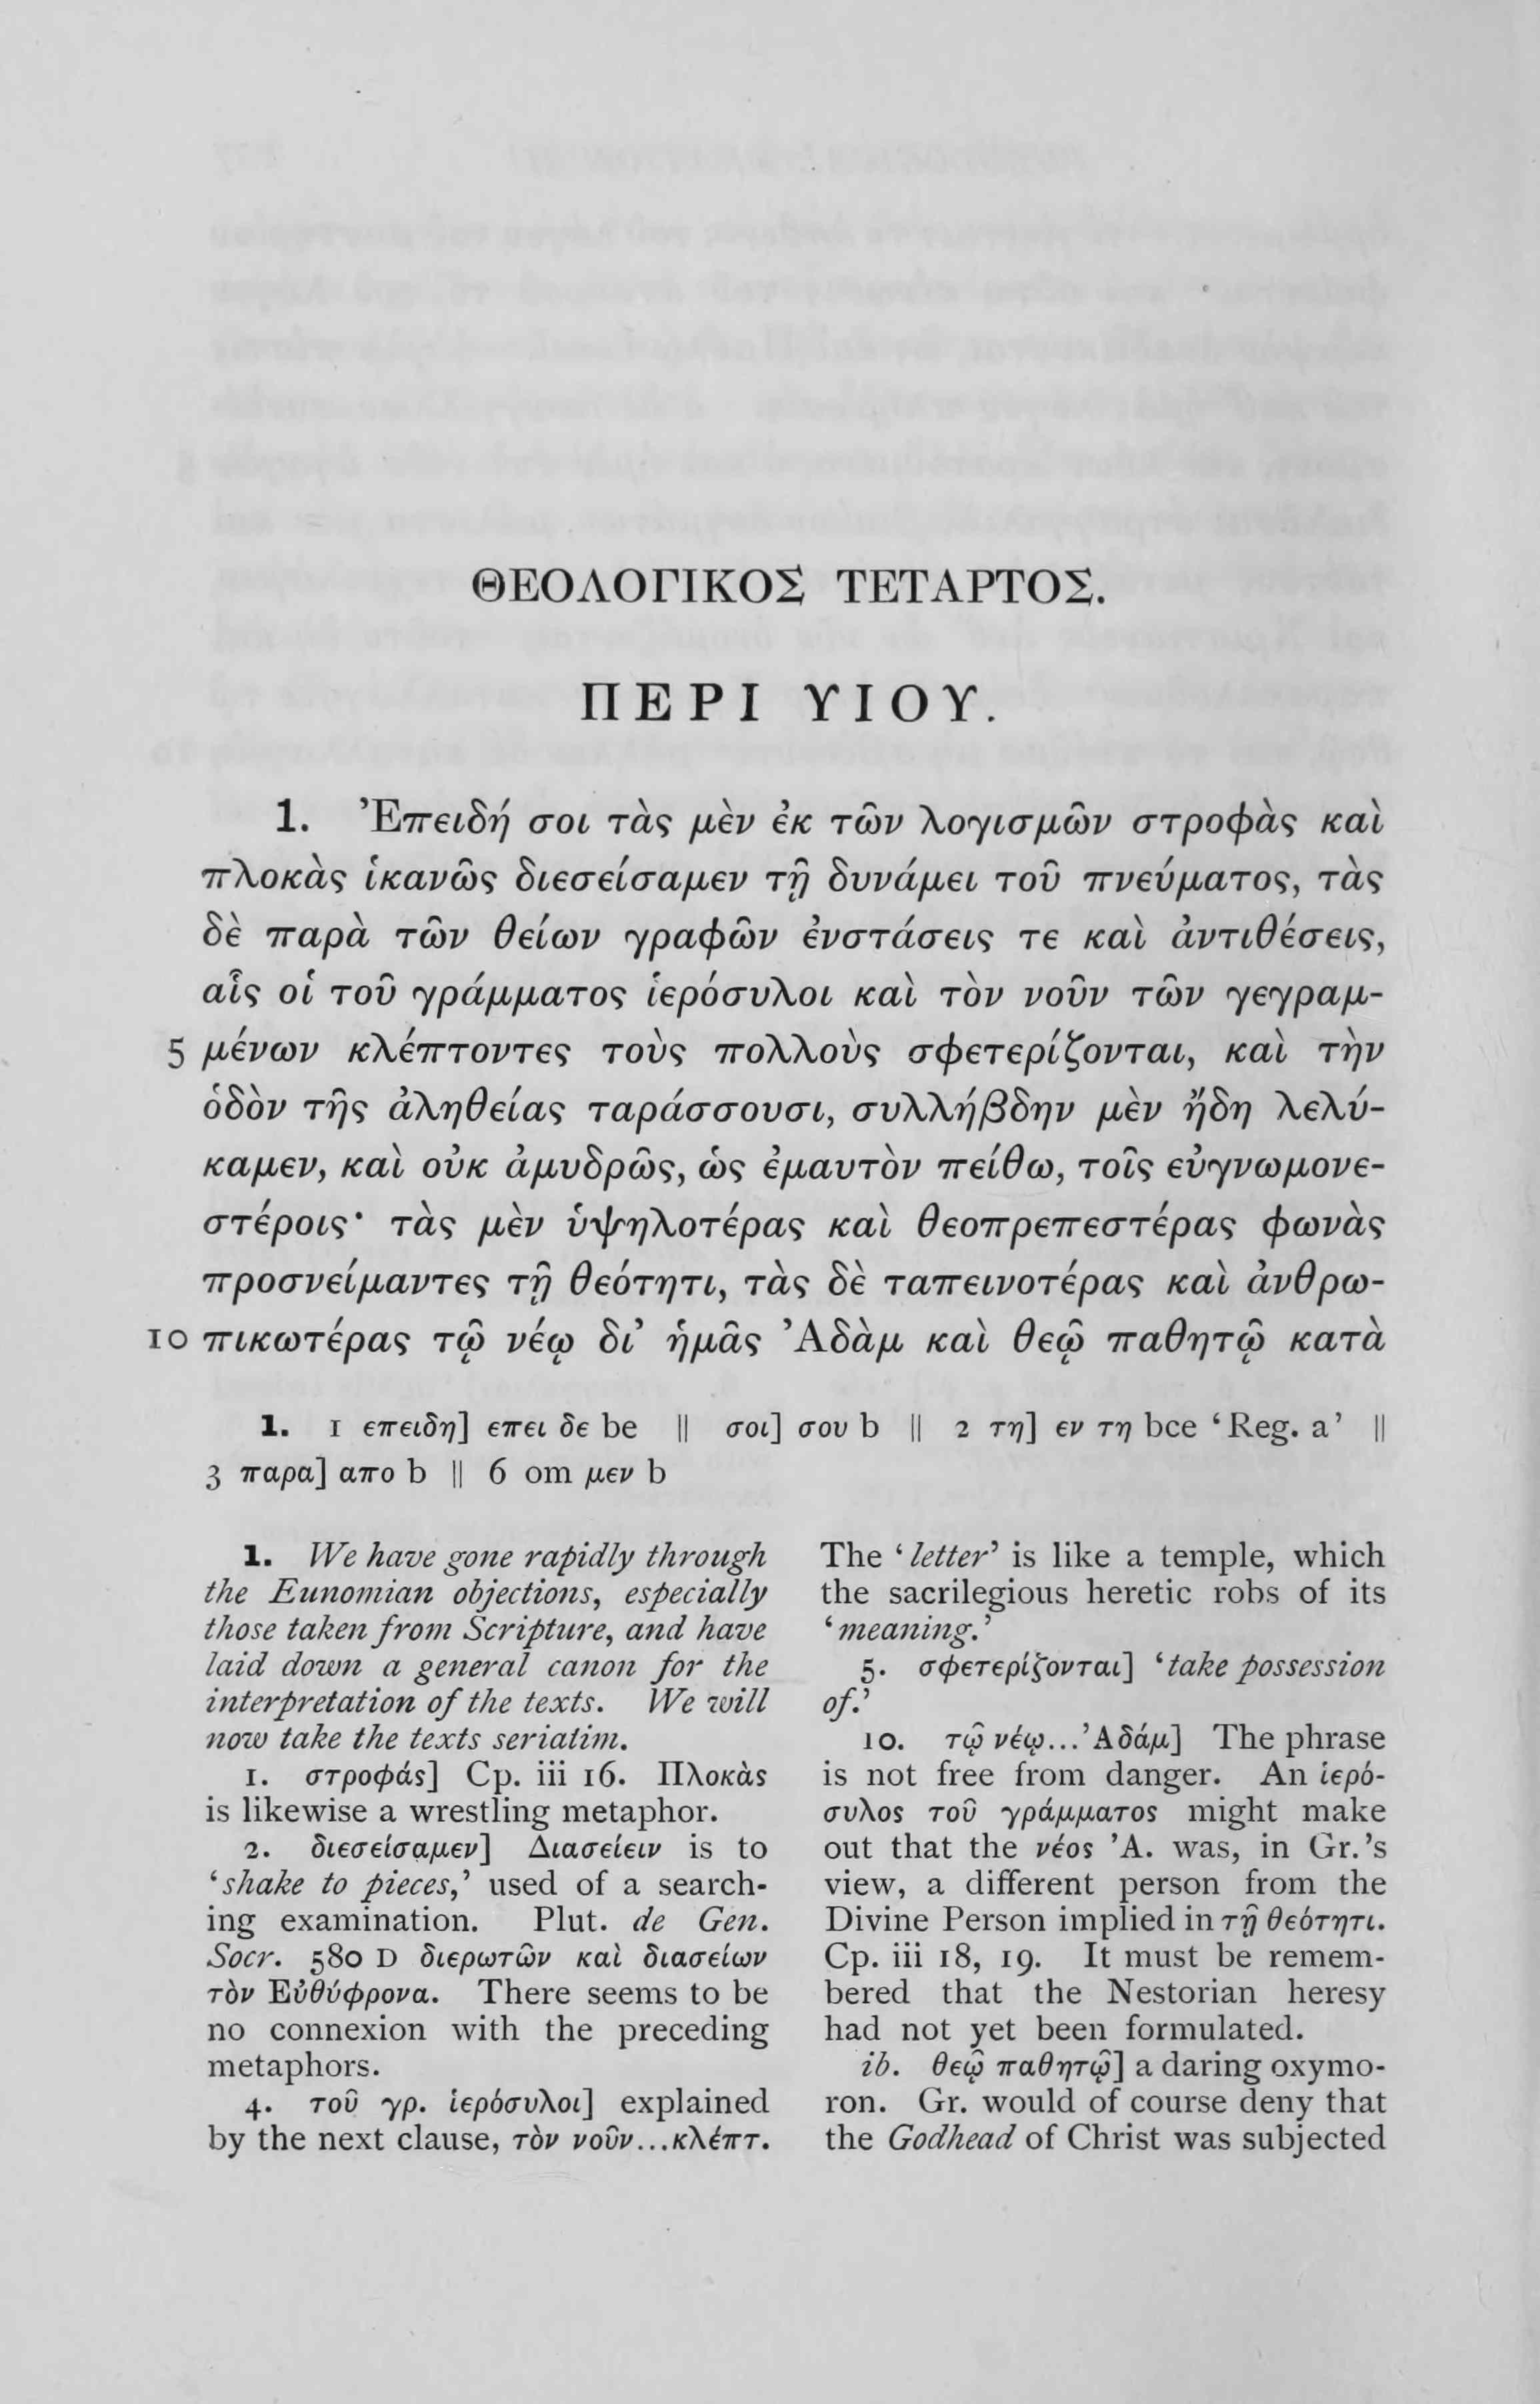 ΘΕΟΛΟΓΙΚΟΣ ΤΕΤΑΡΤΟΣ.
ΠΕΡΙ ΥΙΟΥ.
1. Ἐπειδή σοι τὰς μὲν ἐκ τῶν λογισμῶν στροφὰς καὶ
πλοκὰς ἱκανῶς διεσείσαμεν τῇ δυνάμει τοῦ πνεύματος, τὰς
δὲ παρὰ τῶν θείων γραφῶν ἐνστάσεις τε καὶ ἀντιθέσεις,
αἷς οἱ τοῦ γράμματος ἱερόσυλοι καὶ τὸν νοῦν τῶν γεγραμ-
5 μένων κλέπτοντες τοὺς πολλοὺς σφετερίζονται, καὶ τὴν
ὁδὸν τῆς ἀληθείας ταράσσουσι, συλλήβδην μὲν ἤδη λελύ-
καμεν, καὶ οὐκ ἀμυδρῶς, ὡς ἐμαυτὸν πείθω, τοῖς εὐγνωμονε-
στέροις· τὰς μὲν ὑψηλοτέρας καὶ θεοπρεπεστέρας φωνὰς
προσνείμαντες τῇ θεότητι, τὰς δὲ ταπεινοτέρας καὶ ἀνθρω-
10 πικωτέρας τῷ νέῳ δι’ ἡμᾶς Ἀδὰμ καὶ θεῷ παθητῷ κατὰ
1. 1 επειδη] επει δε be || σοι] σου b || 2 τη] εν τη bce ‘Reg. a’ ||
3 παρα] απο b || 6 om μεν b
1. We have gone rapidly through
the Eunomian objections, especially
those taken from Scripture, and have
laid down a general canon for the
interpretation of the texts. We will
now take the texts seriatim.
1. στροφάς] Cp. iii 16. Πλοκὰς
is likewise a wrestling metaphor.
2. διεσείσαμεν] Διασείειν is to
‘shake to pieces,’ used of a search-
ing examination. Plut. de Gen.
Socr. 580 D διερωτῶν καὶ διασείων
τὸν Εὐθύφρονα. There seems to be
no connexion with the preceding
metaphors.
4. τοῦ γρ. ἱερόσυλοι] explained
by the next clause, τὸν νοῦν...κλέπτ.
The ‘letter’ is like a temple, which
the sacrilegious heretic robs of its
‘meaning.’
5. σφετερίζονται] ‘take possession
of.’
10. τῷ νέῳ...Ἀδάμ] The phrase
is not free from danger. An ἱερό-
συλος τοῦ γράμματος might make
out that the νέος Ἀ. was, in Gr.’s
view, a different person from the
Divine Person implied in τῇ θεότητι.
Cp. iii 18, 19. It must be remem-
bered that the Nestorian heresy
had not yet been formulated.
ib. θεῷ παθητῷ] a daring oxymo-
ron. Gr. would of course deny that
the Godhead of Christ was subjected